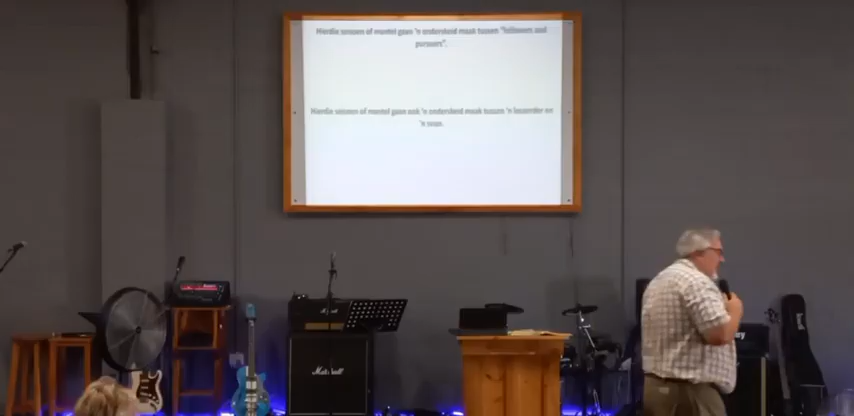 Hierdie seisoen of mantel gaan 'n onderskeid maak tussen "followers and
pursuers".
Hierdie seisoen of mantel gaan ook 'n onderskeid maak tussen 'n huurder en
'n seun.
Marshall